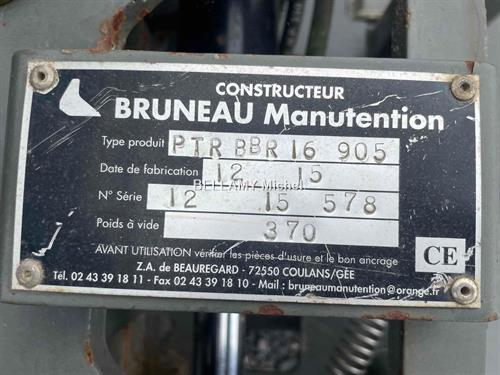 CONSTRUCTEUR
BRUNEAU Manutention
Type produit PTR BBR 16 905
Date de fabrication 12 15
BELLAMY Michel
N° Série 12 15 578
Poids à vide 370
AVANT UTILISATION vérifier les pièces d'usure et le bon ancrage
CE
Z.A. de BEAUREGARD - 72550 COULANS/GÉE
Tél. 02 43 39 18 11 - Fax 02 43 39 18 10 - Mail : bruneaumanutention@orange.fr